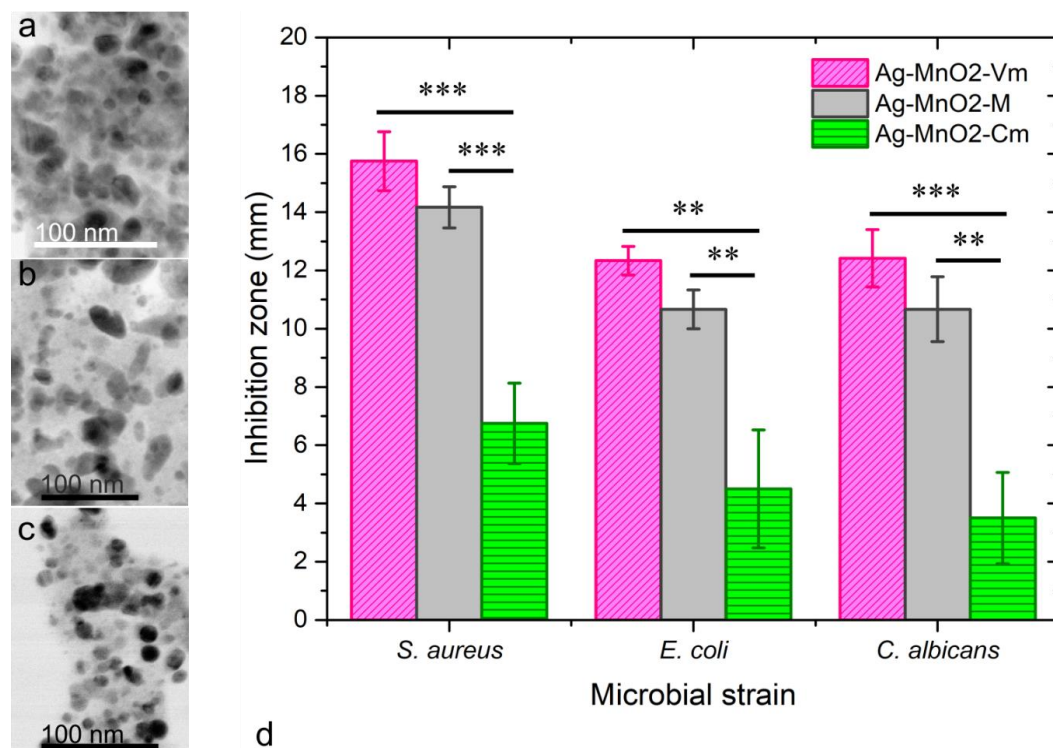 a
100 nm
b
100 nm
c
100 nm
20
18
16
14
12
10
8
6
4
2
0
Inhibition zone (mm)
Ag-MnO2-Vm
Ag-MnO2-M
Ag-MnO2-Cm
***
***
**
**
***
**
S. aureus
E. coli
C. albicans
Microbial strain
d